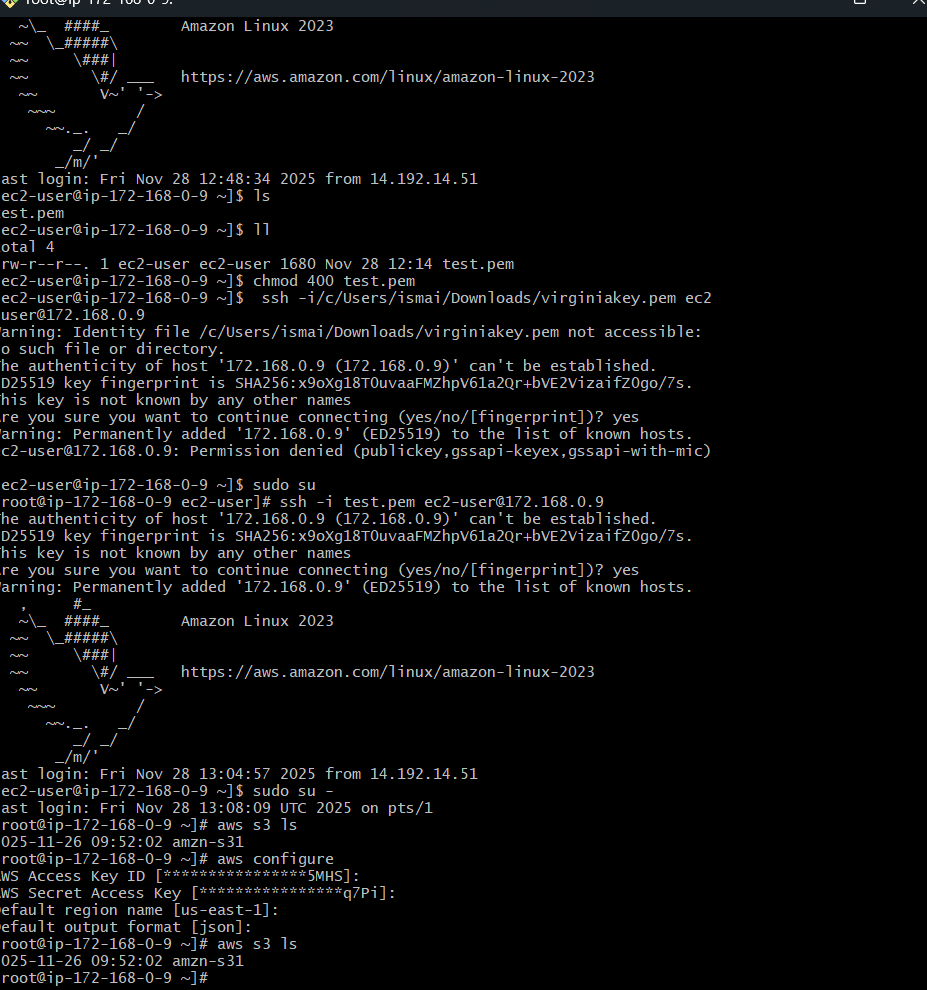 root@ip-172-168-0-9:
~\_ ####_ Amazon Linux 2023
~~ \_#####\
~~ \###|
~~ \#/ ___ https://aws.amazon.com/linux/amazon-linux-2023
~~ V~' '->
~~~ /
~~._. _/
_/ _/
_/m/'
ast login: Fri Nov 28 12:48:34 2025 from 14.192.14.51
ec2-user@ip-172-168-0-9 ~]$ ls
est.pem
ec2-user@ip-172-168-0-9 ~]$ ll
otal 4
rw-r--r--. 1 ec2-user ec2-user 1680 Nov 28 12:14 test.pem
ec2-user@ip-172-168-0-9 ~]$ chmod 400 test.pem
ec2-user@ip-172-168-0-9 ~]$  ssh -i/c/Users/ismai/Downloads/virginiakey.pem ec2
user@172.168.0.9
arning: Identity file /c/Users/ismai/Downloads/virginiakey.pem not accessible:
o such file or directory.
he authenticity of host '172.168.0.9 (172.168.0.9)' can't be established.
D25519 key fingerprint is SHA256:x9oXg18T0uvaaFMZhpV61a2Qr+bVE2VizaifZ0go/7s.
This key is not known by any other names
re you sure you want to continue connecting (yes/no/[fingerprint])? yes
arning: Permanently added '172.168.0.9' (ED25519) to the list of known hosts.
c2-user@172.168.0.9: Permission denied (publickey,gssapi-keyex,gssapi-with-mic)
ec2-user@ip-172-168-0-9 ~]$ sudo su
root@ip-172-168-0-9 ec2-user]# ssh -i test.pem ec2-user@172.168.0.9
he authenticity of host '172.168.0.9 (172.168.0.9)' can't be established.
D25519 key fingerprint is SHA256:x9oXg18T0uvaaFMZhpV61a2Qr+bVE2VizaifZ0go/7s.
his key is not known by any other names
re you sure you want to continue connecting (yes/no/[fingerprint])? yes
arning: Permanently added '172.168.0.9' (ED25519) to the list of known hosts.
, #_
~\_ ####_ Amazon Linux 2023
~~ \_#####\
~~ \###|
~~ \#/ ___ https://aws.amazon.com/linux/amazon-linux-2023
~~ V~' '->
~~~ /
~~._. _/
_/ _/
_/m/'
ast login: Fri Nov 28 13:04:57 2025 from 14.192.14.51
ec2-user@ip-172-168-0-9 ~]$ sudo su -
ast login: Fri Nov 28 13:08:09 UTC 2025 on pts/1
root@ip-172-168-0-9 ~]# aws s3 ls
025-11-26 09:52:02 amzn-s31
root@ip-172-168-0-9 ~]# aws configure
WS Access Key ID [****************5MHS]:
WS Secret Access Key [****************q7Pi]:
efault region name [us-east-1]:
efault output format [json]:
root@ip-172-168-0-9 ~]# aws s3 ls
025-11-26 09:52:02 amzn-s31
root@ip-172-168-0-9 ~]#